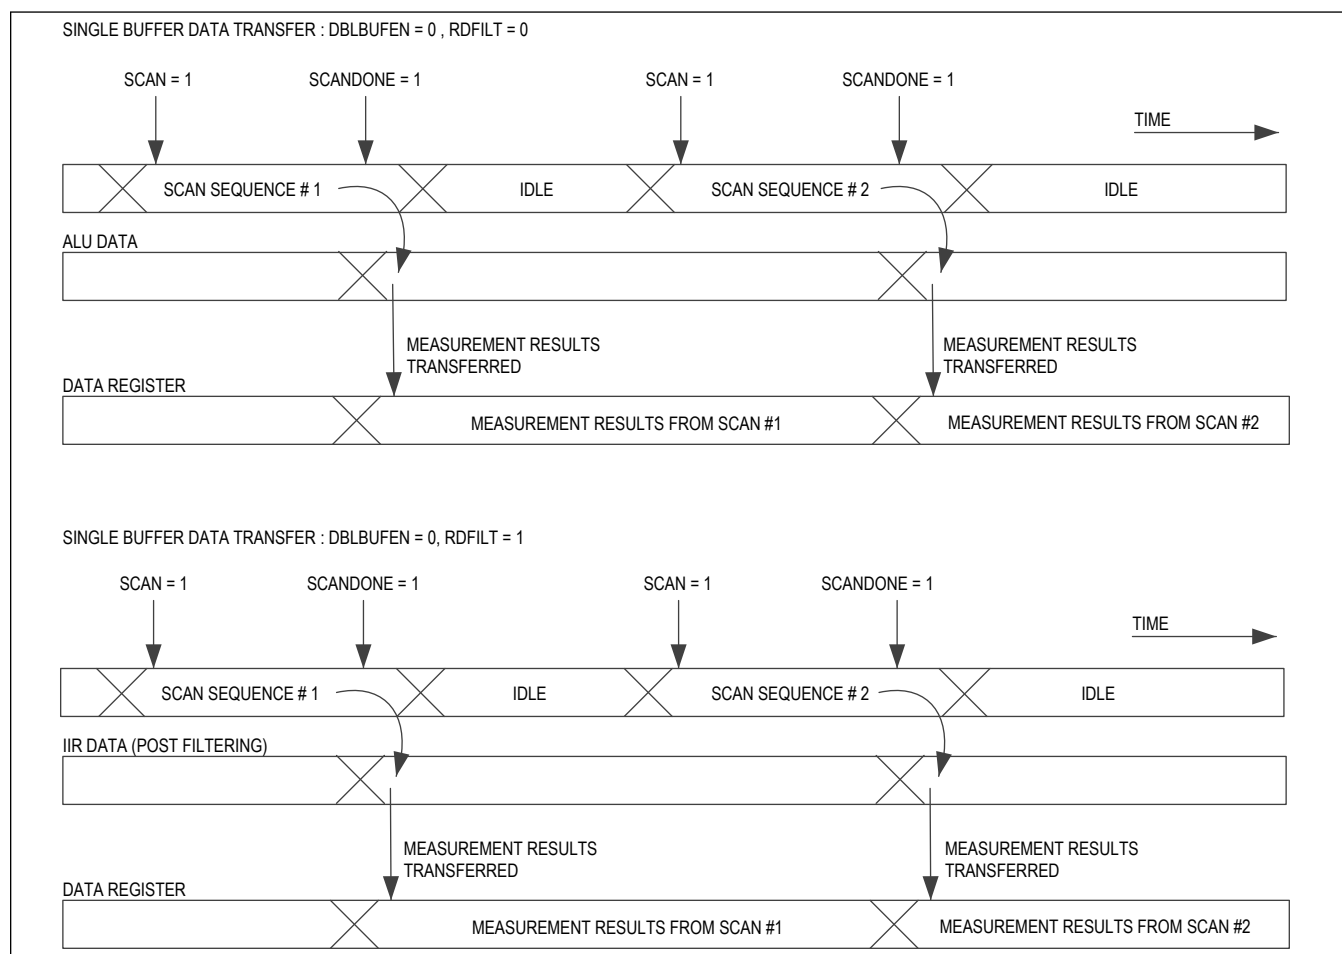 SINGLE BUFFER DATA TRANSFER : DBLBUFEN = 0 , RDFILT = 0
SCAN = 1
SCANDONE = 1
SCAN = 1
SCANDONE = 1
TIME
SCAN SEQUENCE # 1
IDLE
SCAN SEQUENCE # 2
IDLE
ALU DATA
MEASUREMENT RESULTS
TRANSFERRED
MEASUREMENT RESULTS
TRANSFERRED
DATA REGISTER
MEASUREMENT RESULTS FROM SCAN #1
MEASUREMENT RESULTS FROM SCAN #2
SINGLE BUFFER DATA TRANSFER : DBLBUFEN = 0, RDFILT = 1
SCAN = 1
SCANDONE = 1
SCAN = 1
SCANDONE = 1
TIME
SCAN SEQUENCE # 1
IDLE
SCAN SEQUENCE # 2
IDLE
IIR DATA (POST FILTERING)
MEASUREMENT RESULTS
TRANSFERRED
MEASUREMENT RESULTS
TRANSFERRED
DATA REGISTER
MEASUREMENT RESULTS FROM SCAN #1
MEASUREMENT RESULTS FROM SCAN #2